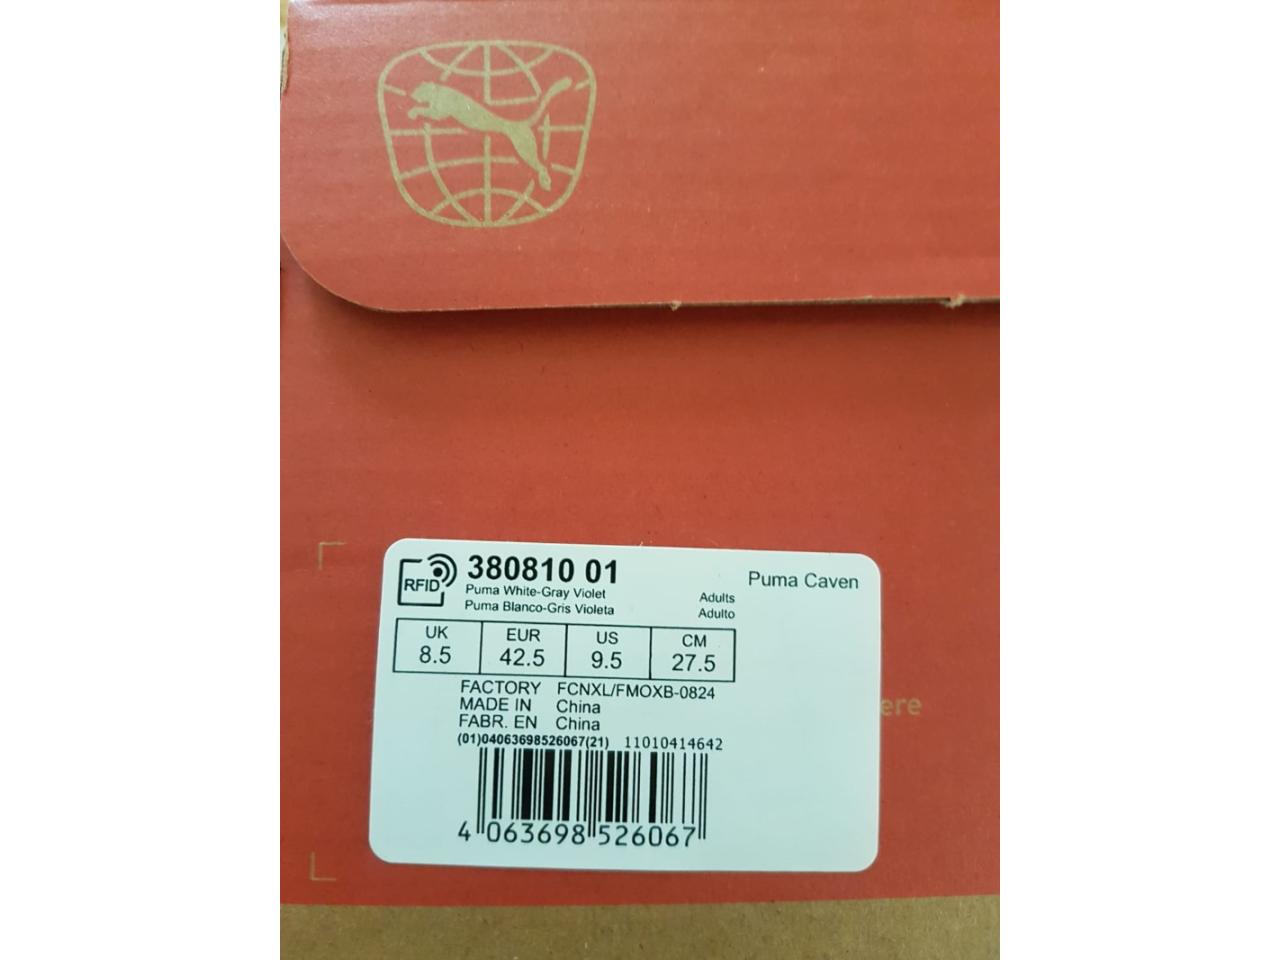 RFID
380810 01
Puma Caven
Puma White-Gray Violet
Adults
Puma Blanco-Gris Violeta
Adulto
UK EUR US CM
8.5 42.5 9.5 27.5
FACTORY FCNXL/FMOXB-0824
MADE IN China
FABR. EN China
(01)04063698526067(21) 11010414642
4 063698 526067
ere